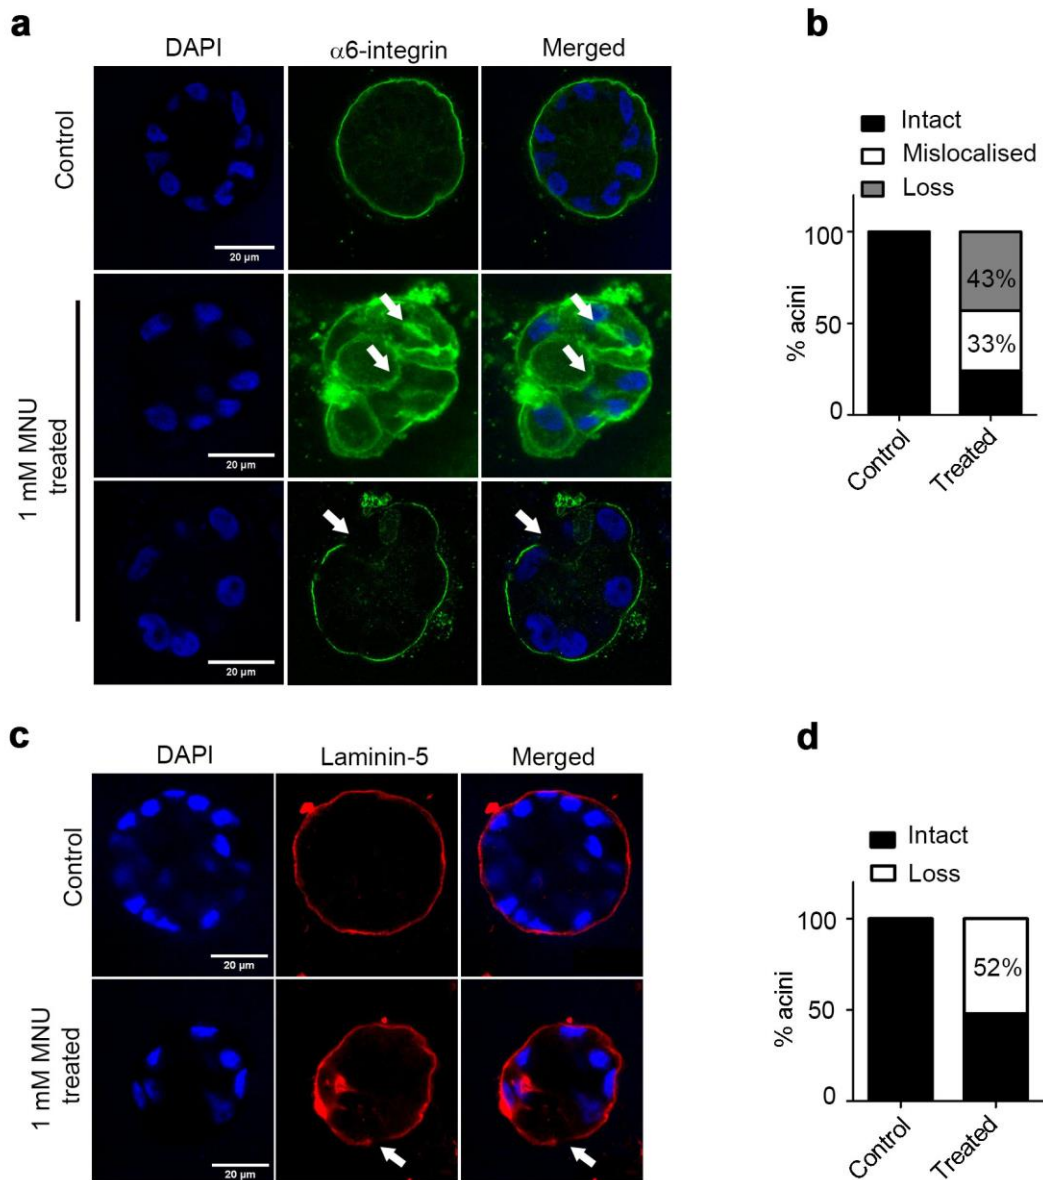 a
DAPI α6-integrin Merged
Control
20 µm
1 mM MNU
treated
20 µm
20 µm
b
Intact
Mislocalised
Loss
% acini
100
50
0
43%
33%
Control
Treated
c
DAPI Laminin-5 Merged
Control
20 µm
1 mM MNU
treated
20 µm
d
Intact
Loss
% acini
100
50
0
52%
Control
Treated